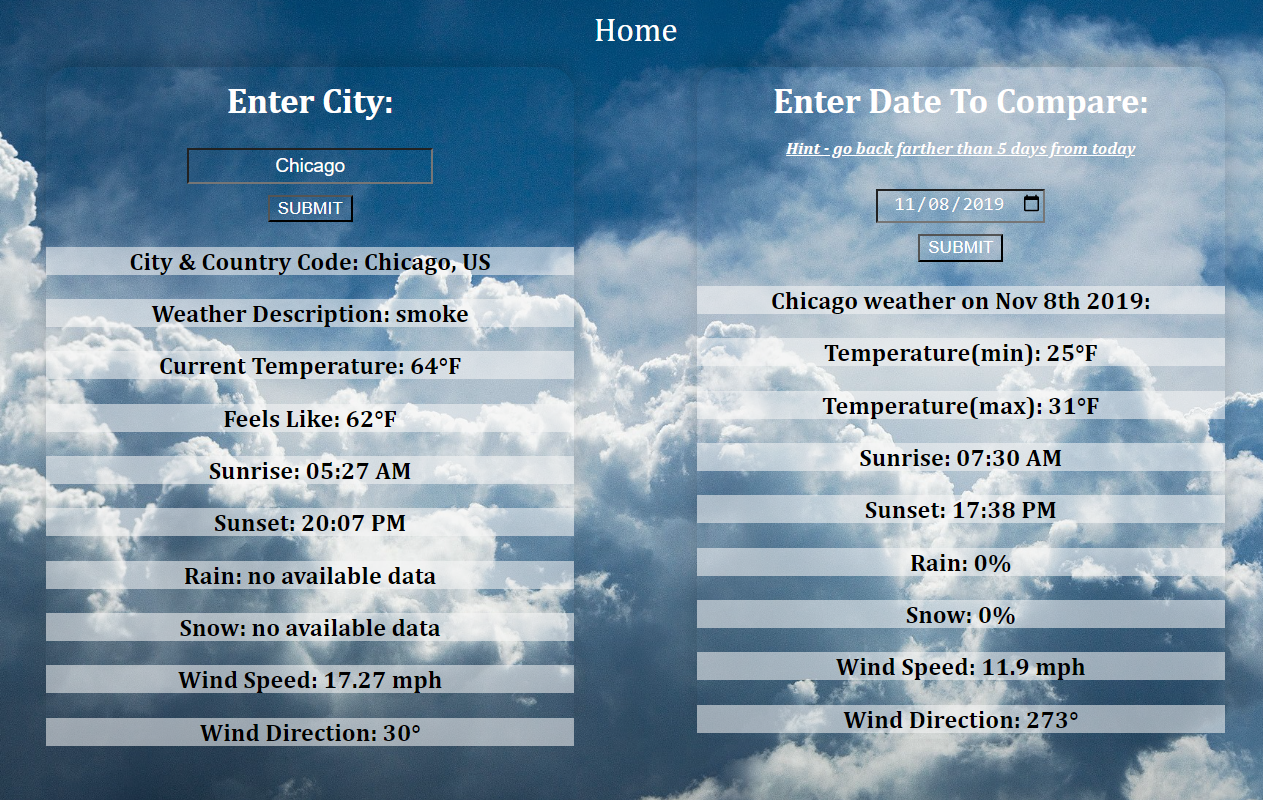 Home
Enter City:
Chicago
SUBMIT
City & Country Code: Chicago, US
Weather Description: smoke
Current Temperature: 64°F
Feels Like: 62°F
Sunrise: 05:27 AM
Sunset: 20:07 PM
Rain: no available data
Snow: no available data
Wind Speed: 17.27 mph
Wind Direction: 30°
Enter Date To Compare:
Hint - go back farther than 5 days from today
11/08/2019
SUBMIT
Chicago weather on Nov 8th 2019:
Temperature(min): 25°F
Temperature(max): 31°F
Sunrise: 07:30 AM
Sunset: 17:38 PM
Rain: 0%
Snow: 0%
Wind Speed: 11.9 mph
Wind Direction: 273°